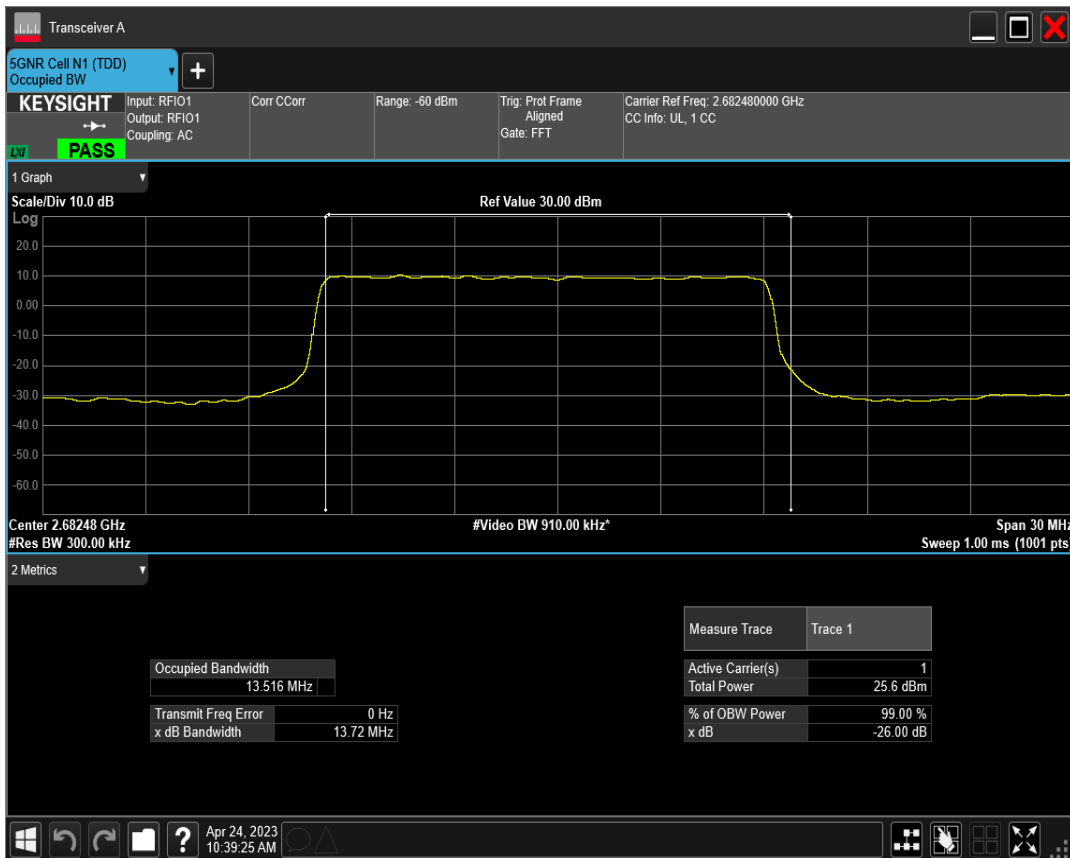 Transceiver A
5GNR Cell N1 (TDD)
Occupied BW
KEYSIGHT
LXI
PASS
Input: RFIO1
Output: RFIO1
Coupling: AC
Corr CCorr
Range: -60 dBm
Trig: Prot Frame
Aligned
Gate: FFT
Carrier Ref Freq: 2.682480000 GHz
CC Info: UL, 1 CC
1 Graph
Scale/Div 10.0 dB
Ref Value 30.00 dBm
Log
20.0
10.0
0.00
-10.0
-20.0
-30.0
-40.0
-50.0
-60.0
Center 2.68248 GHz
#Video BW 910.00 kHz*
Span 30 MHz
#Res BW 300.00 kHz
Sweep 1.00 ms (1001 pts)
2 Metrics
Measure Trace Trace 1
Occupied Bandwidth
13.516 MHz
Active Carrier(s) 1
Total Power 25.6 dBm
Transmit Freq Error 0 Hz
x dB Bandwidth 13.72 MHz
% of OBW Power 99.00 %
x dB -26.00 dB
?
Apr 24, 2023
10:39:25 AM